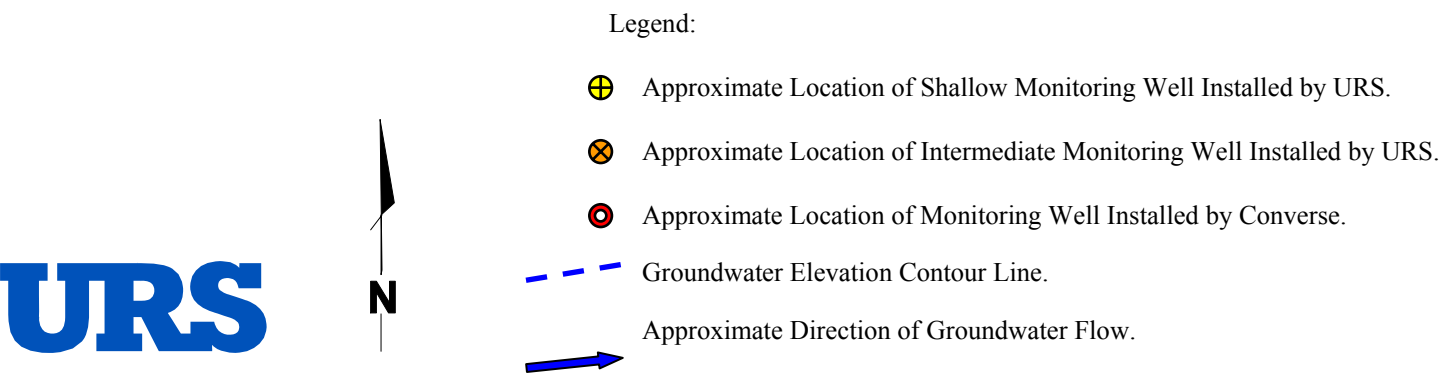 Legend:
Approximate Location of Shallow Monitoring Well Installed by URS.
Approximate Location of Intermediate Monitoring Well Installed by URS.
Approximate Location of Monitoring Well Installed by Converse.
Groundwater Elevation Contour Line.
Approximate Direction of Groundwater Flow.
URS
N